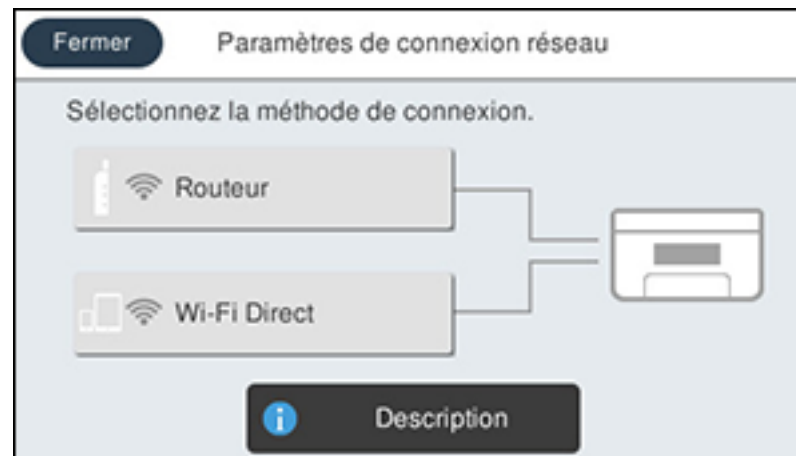 Fermer
Paramètres de connexion réseau
Sélectionnez la méthode de connexion.
Routeur
Wi-Fi Direct
Description